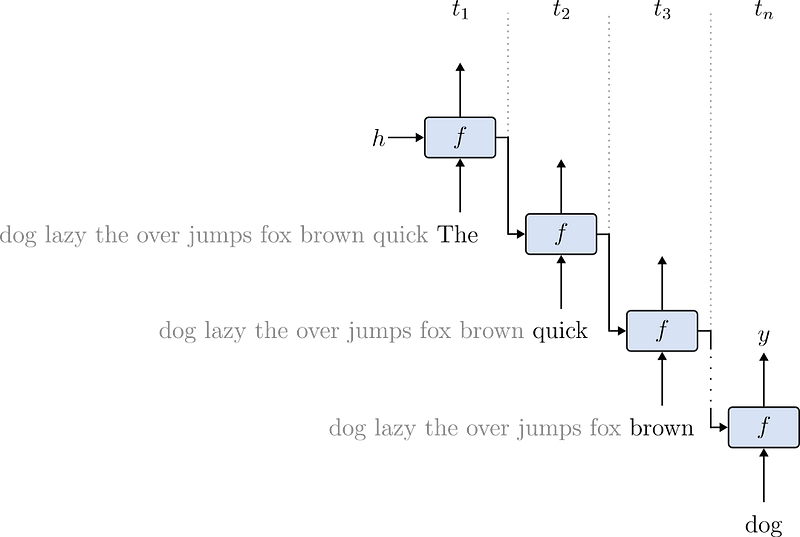 t₁ t₂ t₃ tₙ
h f
dog lazy the over jumps fox brown quick The
f
dog lazy the over jumps fox brown quick
f
y
dog lazy the over jumps fox brown
f
dog